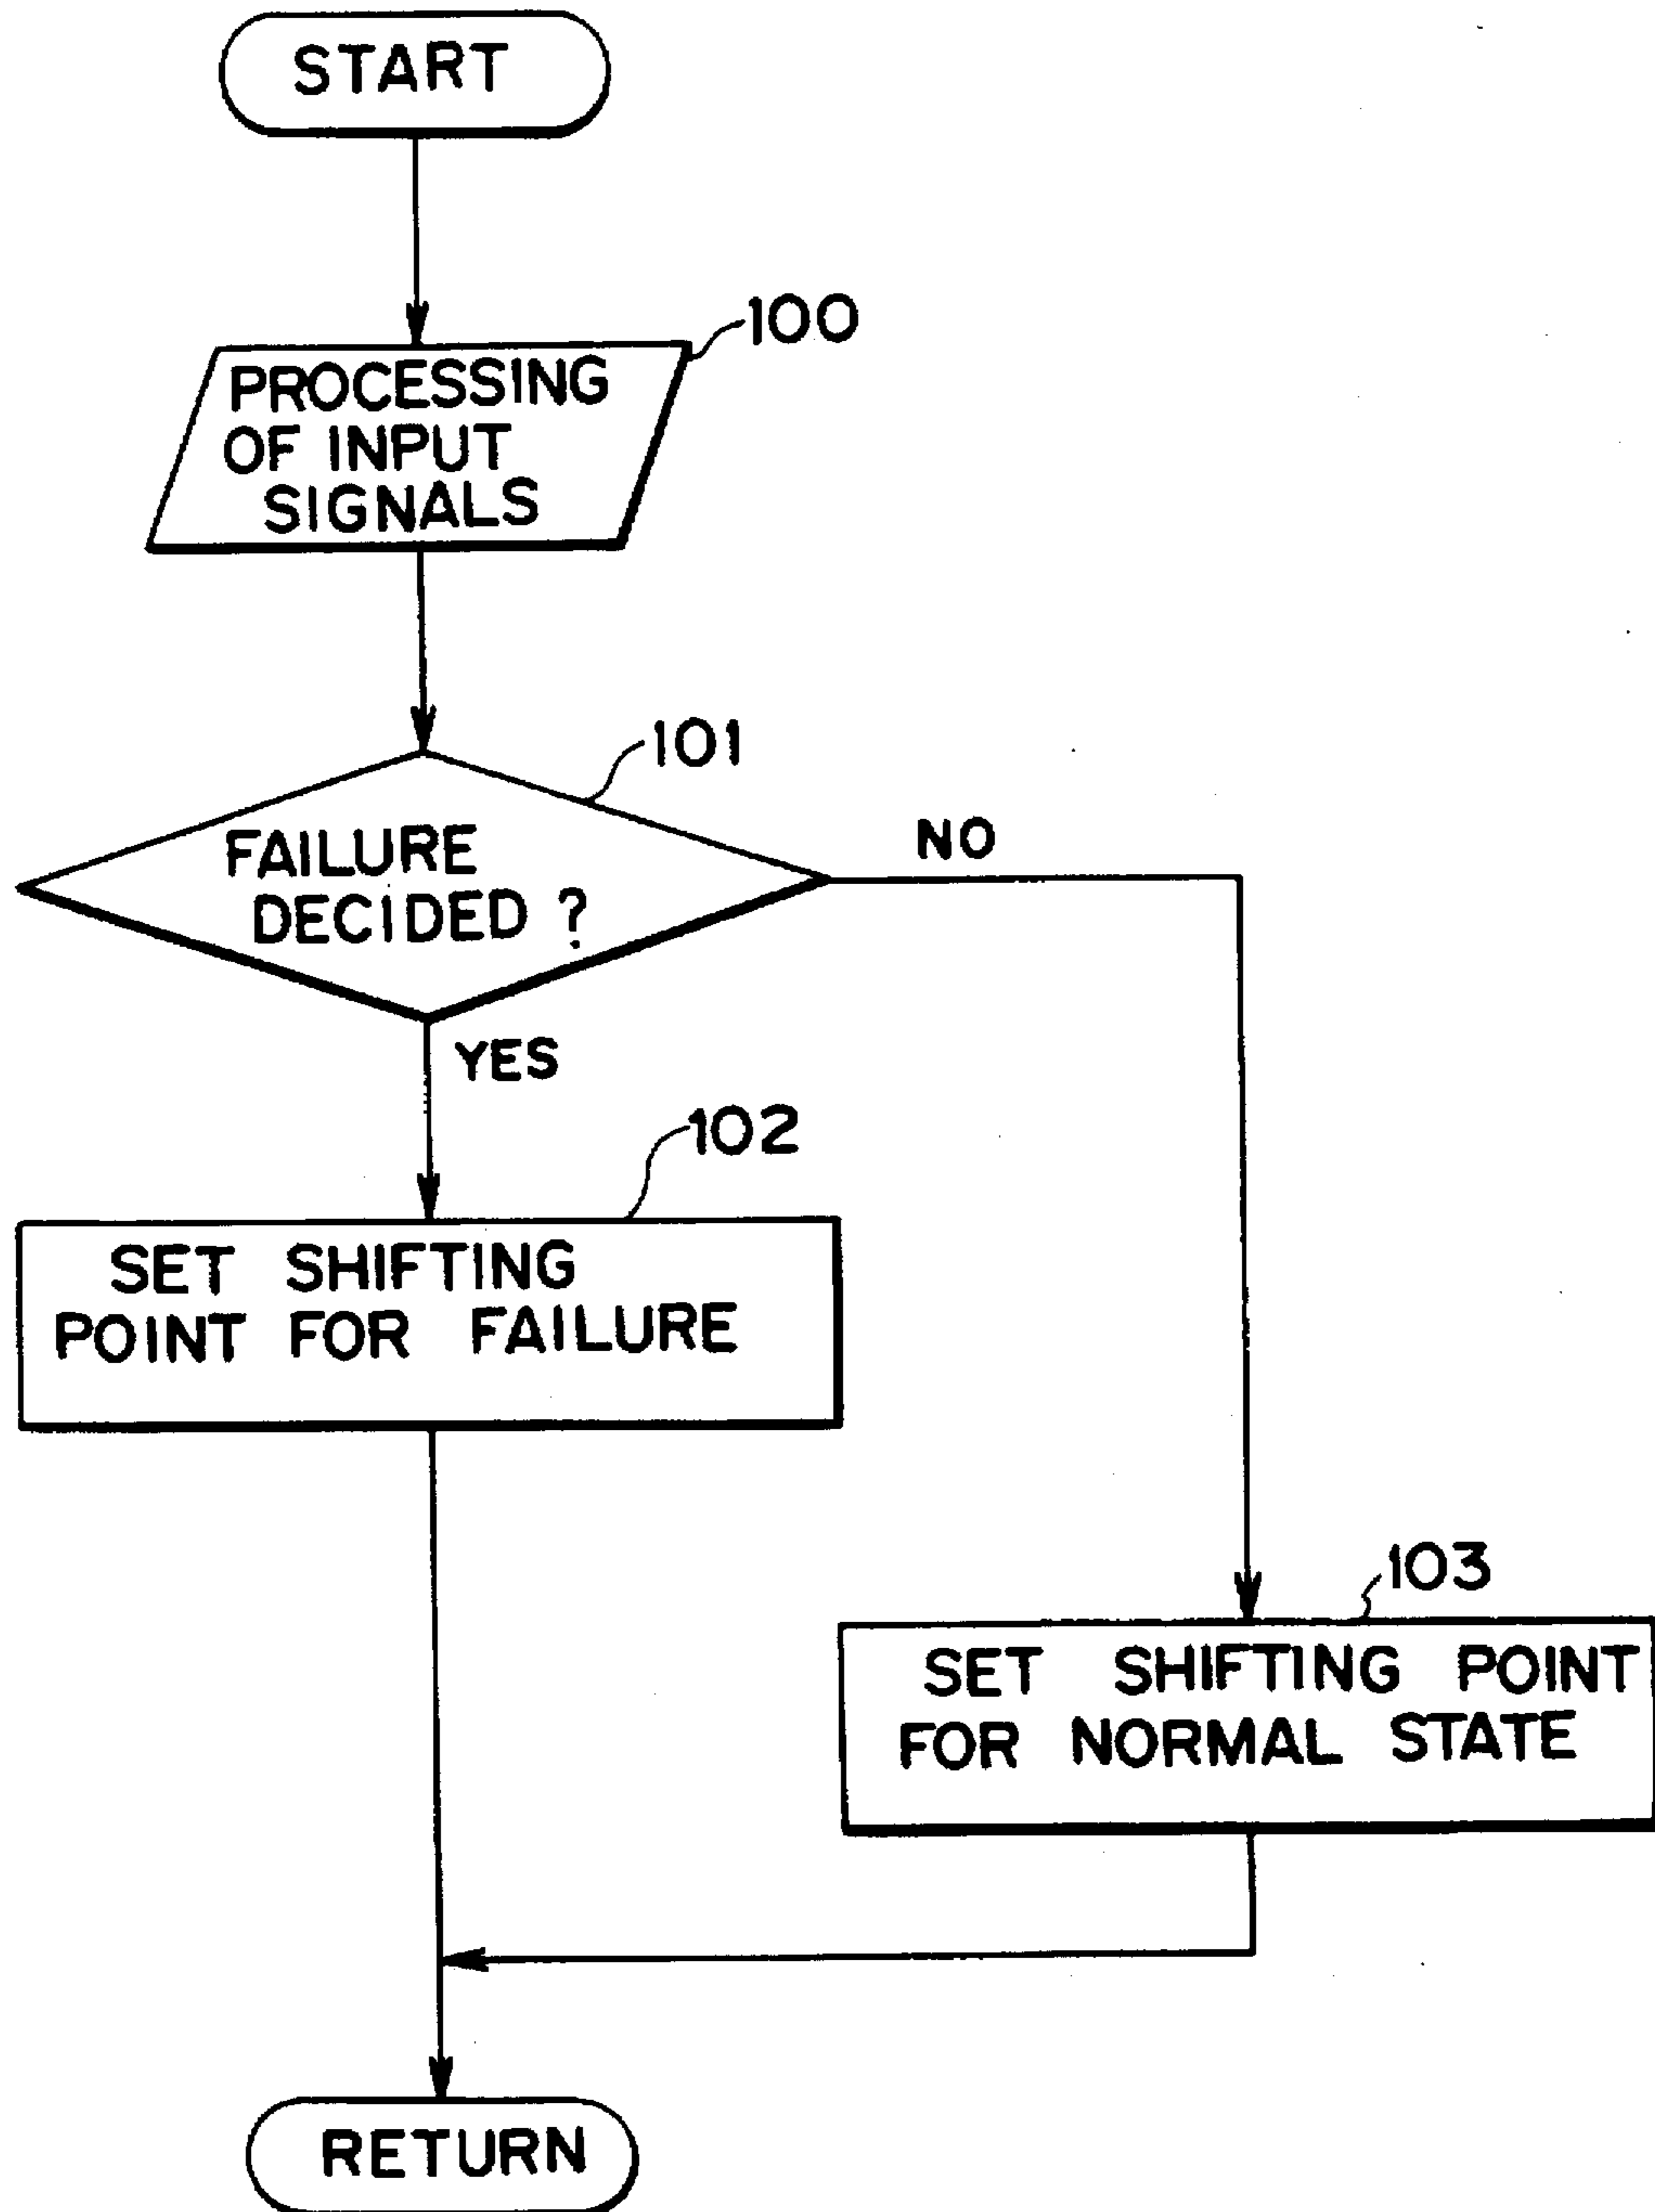 START
100
PROCESSING
OF INPUT
SIGNALS
101
FAILURE
DECIDED ?
NO
YES
102
SET SHIFTING
POINT FOR FAILURE
103
SET SHIFTING POINT
FOR NORMAL STATE
RETURN